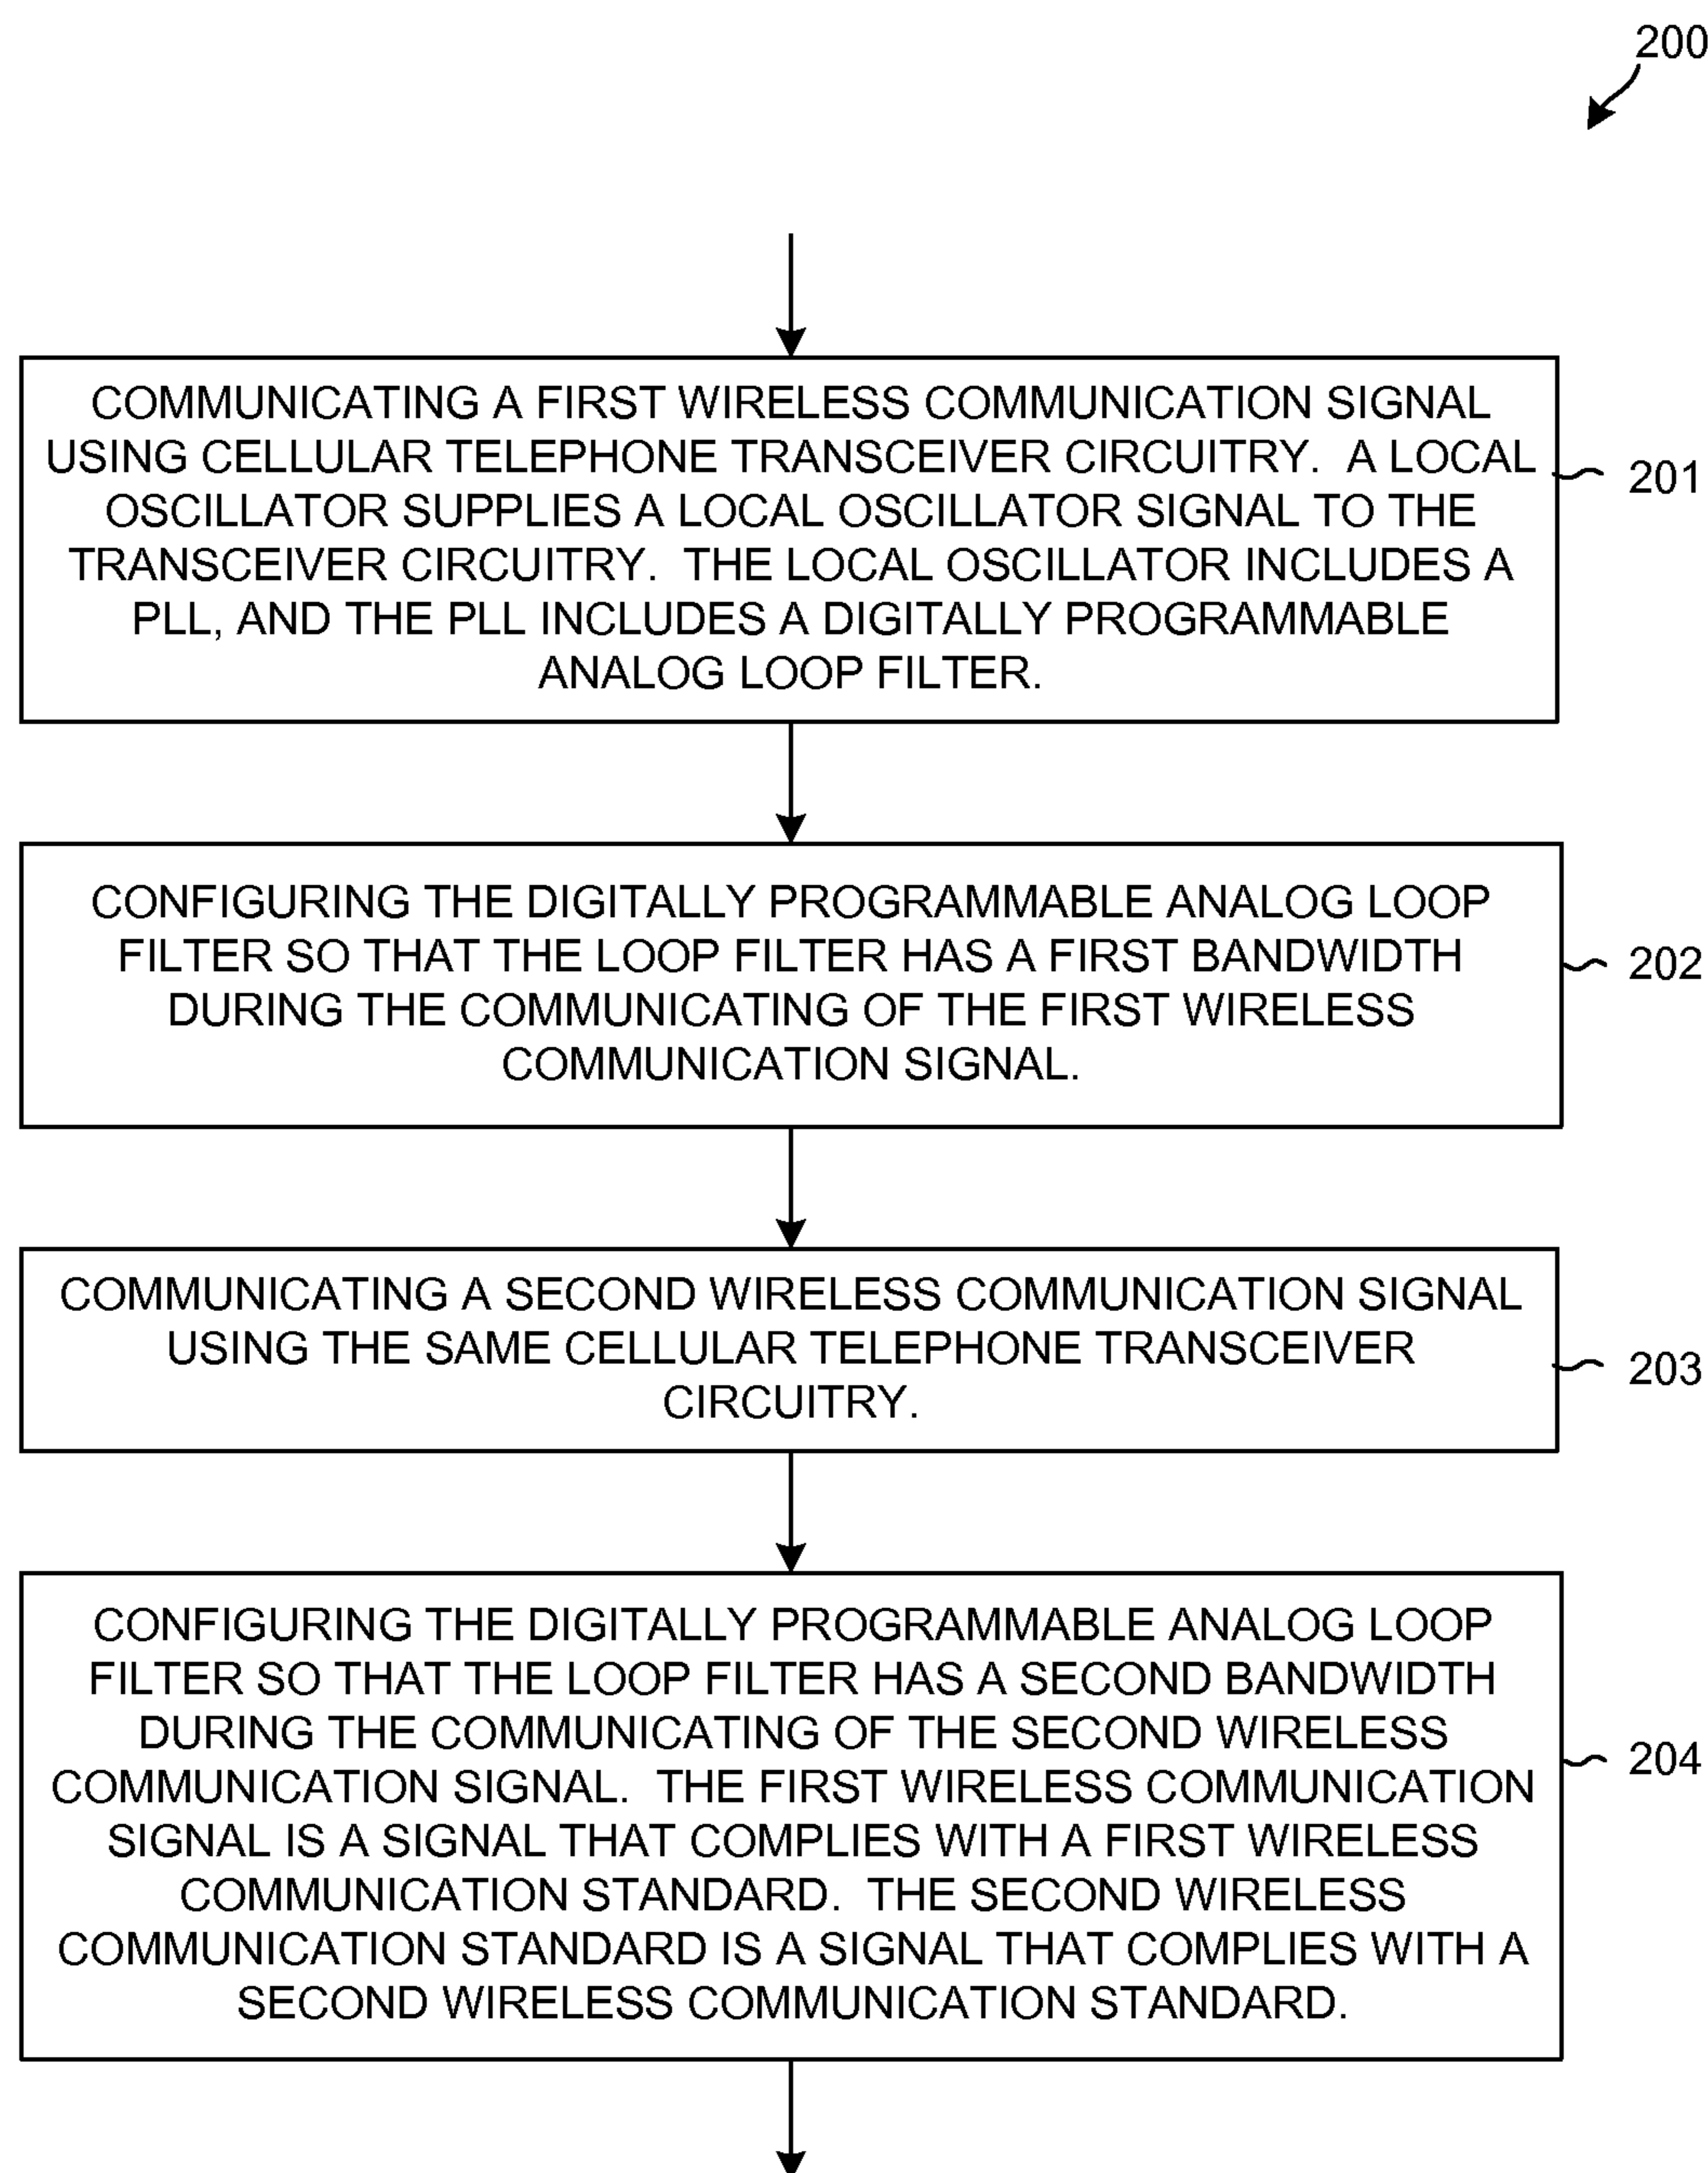 200
COMMUNICATING A FIRST WIRELESS COMMUNICATION SIGNAL
USING CELLULAR TELEPHONE TRANSCEIVER CIRCUITRY. A LOCAL
OSCILLATOR SUPPLIES A LOCAL OSCILLATOR SIGNAL TO THE
TRANSCEIVER CIRCUITRY. THE LOCAL OSCILLATOR INCLUDES A
PLL, AND THE PLL INCLUDES A DIGITALLY PROGRAMMABLE
ANALOG LOOP FILTER.
201
CONFIGURING THE DIGITALLY PROGRAMMABLE ANALOG LOOP
FILTER SO THAT THE LOOP FILTER HAS A FIRST BANDWIDTH
DURING THE COMMUNICATING OF THE FIRST WIRELESS
COMMUNICATION SIGNAL.
202
COMMUNICATING A SECOND WIRELESS COMMUNICATION SIGNAL
USING THE SAME CELLULAR TELEPHONE TRANSCEIVER
CIRCUITRY.
203
CONFIGURING THE DIGITALLY PROGRAMMABLE ANALOG LOOP
FILTER SO THAT THE LOOP FILTER HAS A SECOND BANDWIDTH
DURING THE COMMUNICATING OF THE SECOND WIRELESS
COMMUNICATION SIGNAL. THE FIRST WIRELESS COMMUNICATION
SIGNAL IS A SIGNAL THAT COMPLIES WITH A FIRST WIRELESS
COMMUNICATION STANDARD. THE SECOND WIRELESS
COMMUNICATION STANDARD IS A SIGNAL THAT COMPLIES WITH A
SECOND WIRELESS COMMUNICATION STANDARD.
204